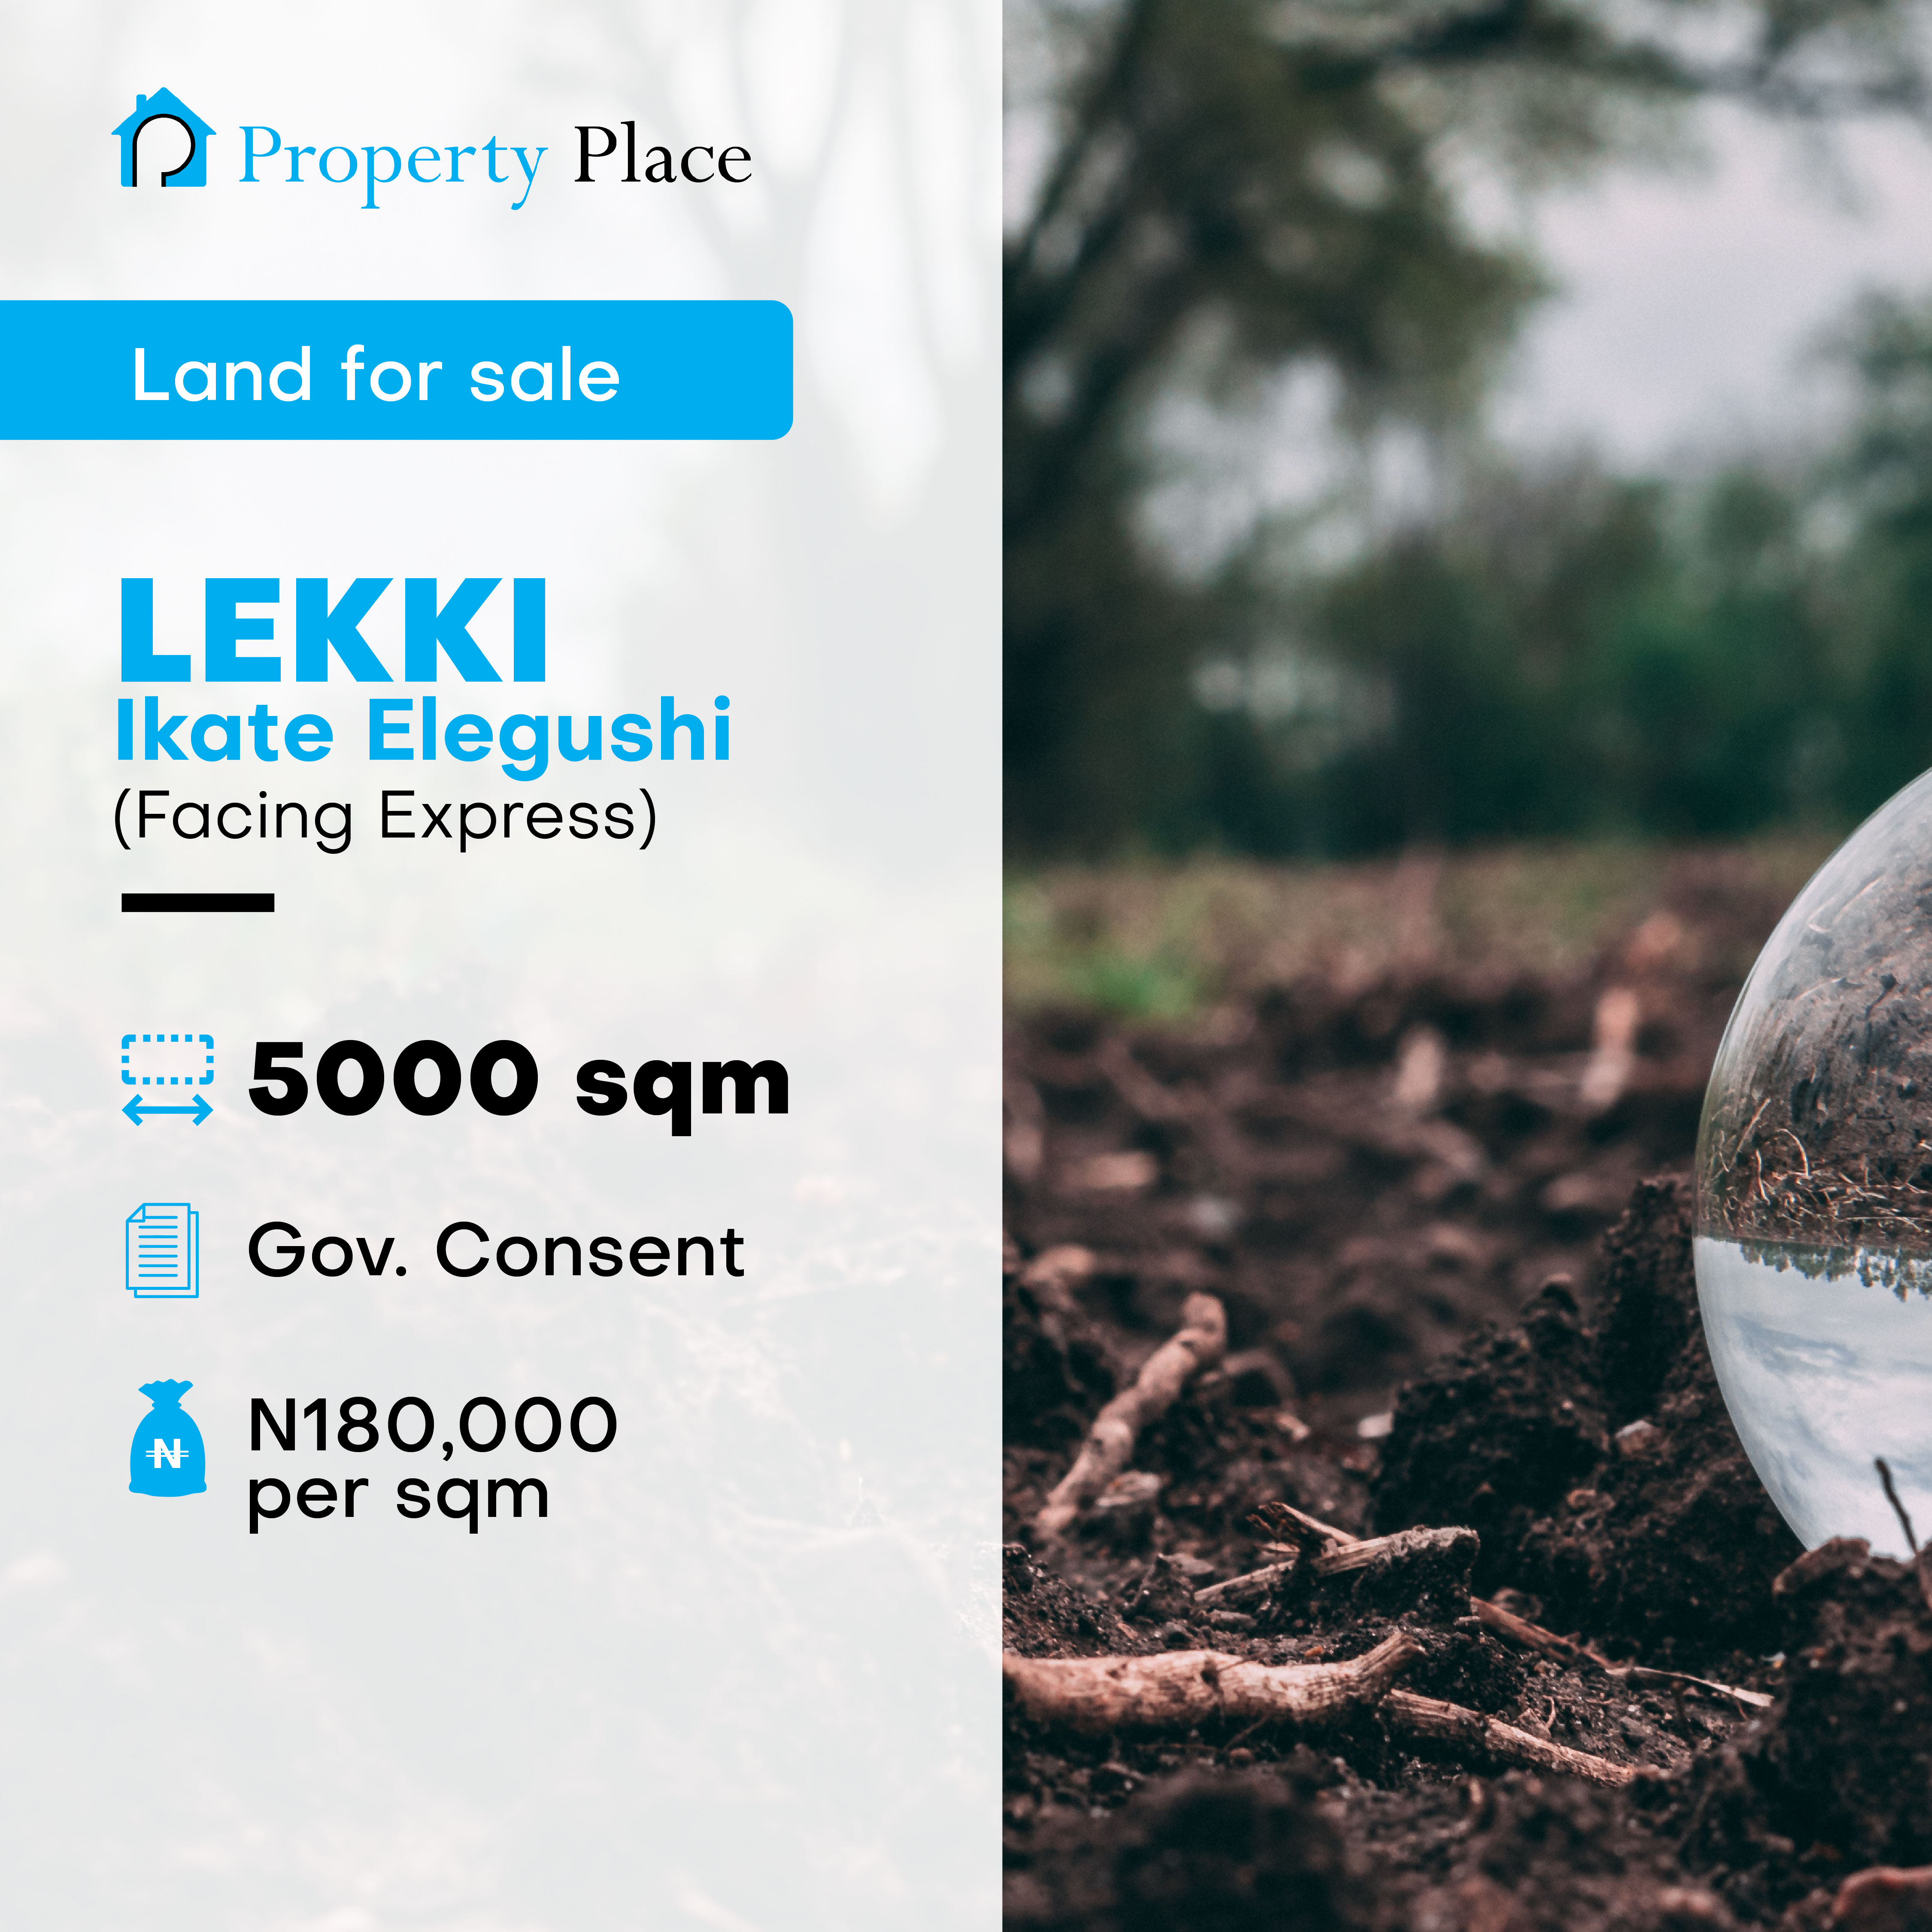 Property Place
Land for sale
LEKKI
Ikate Elegushi
(Facing Express)
5000 sqm
Gov. Consent
N
N180,000
per sqm